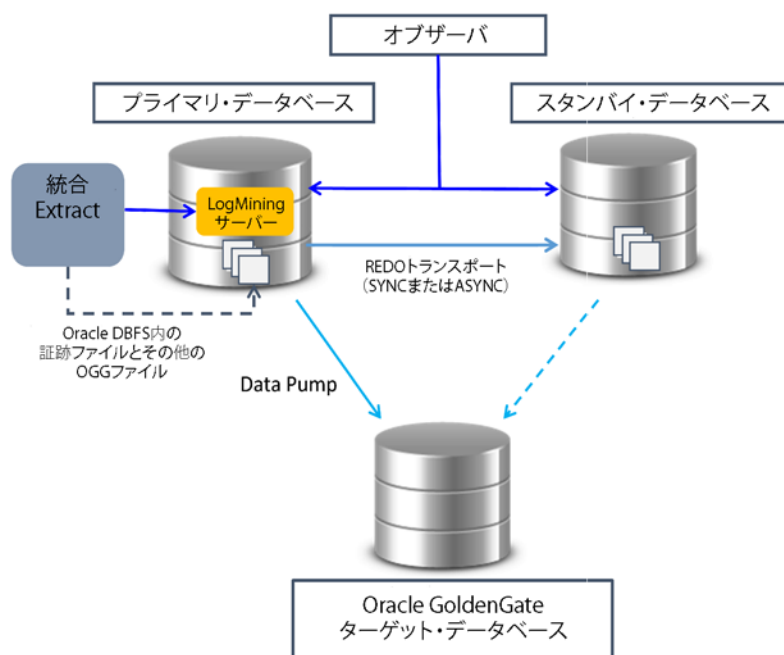 オブザーバ
プライマリ・データベース
スタンバイ・データベース
統合
Extract
LogMining
サーバー
REDOトランスポート
(SYNCまたはASYNC)
Oracle DBFS内の
証跡ファイルとその他の
OGGファイル
Data Pump
Oracle GoldenGate
ターゲット・データベース